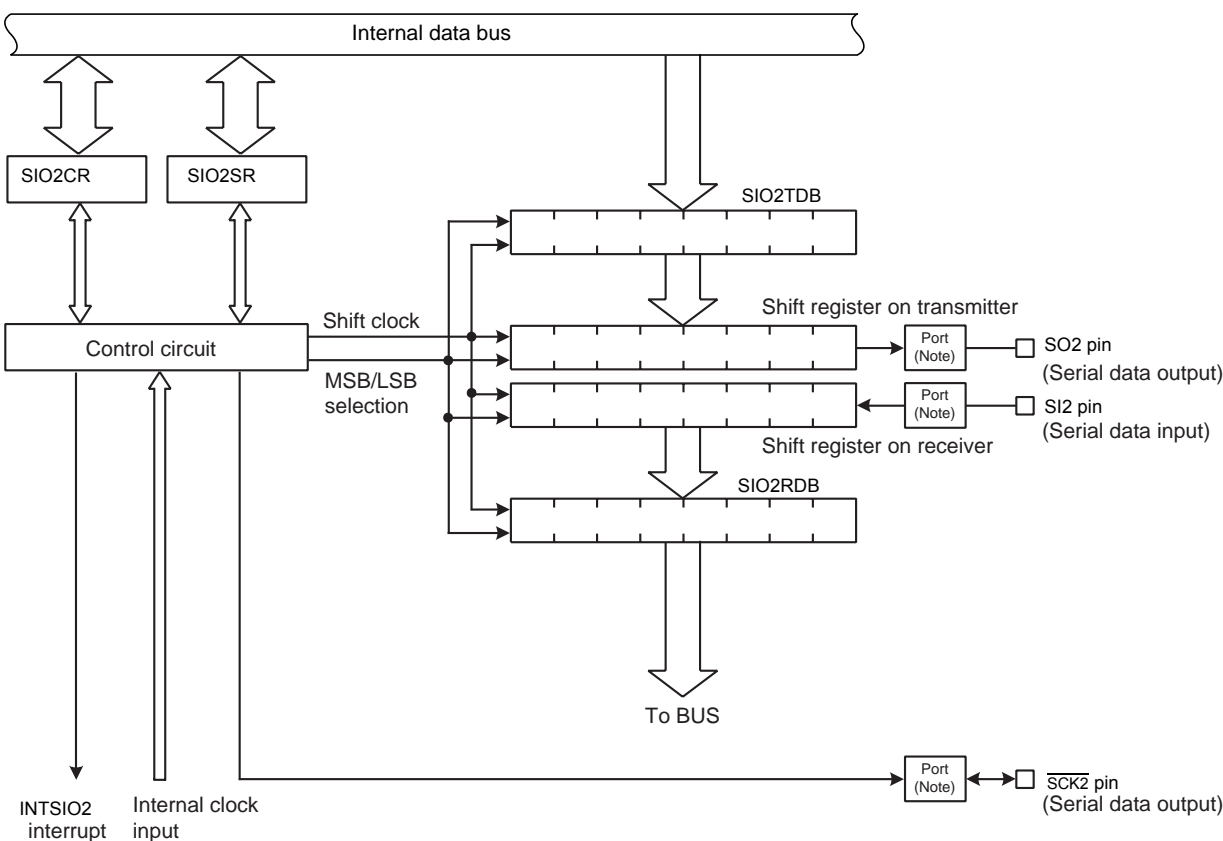 Internal data bus
SIO2CR
SIO2SR
SIO2TDB
Shift register on transmitter
Shift clock
Control circuit
Port
(Note)
SO2 pin
(Serial data output)
MSB/LSB
selection
Port
(Note)
SI2 pin
(Serial data input)
Shift register on receiver
SIO2RDB
To BUS
Port
(Note)
SCK2 pin
(Serial data output)
INTSIO2
interrupt
Internal clock
input